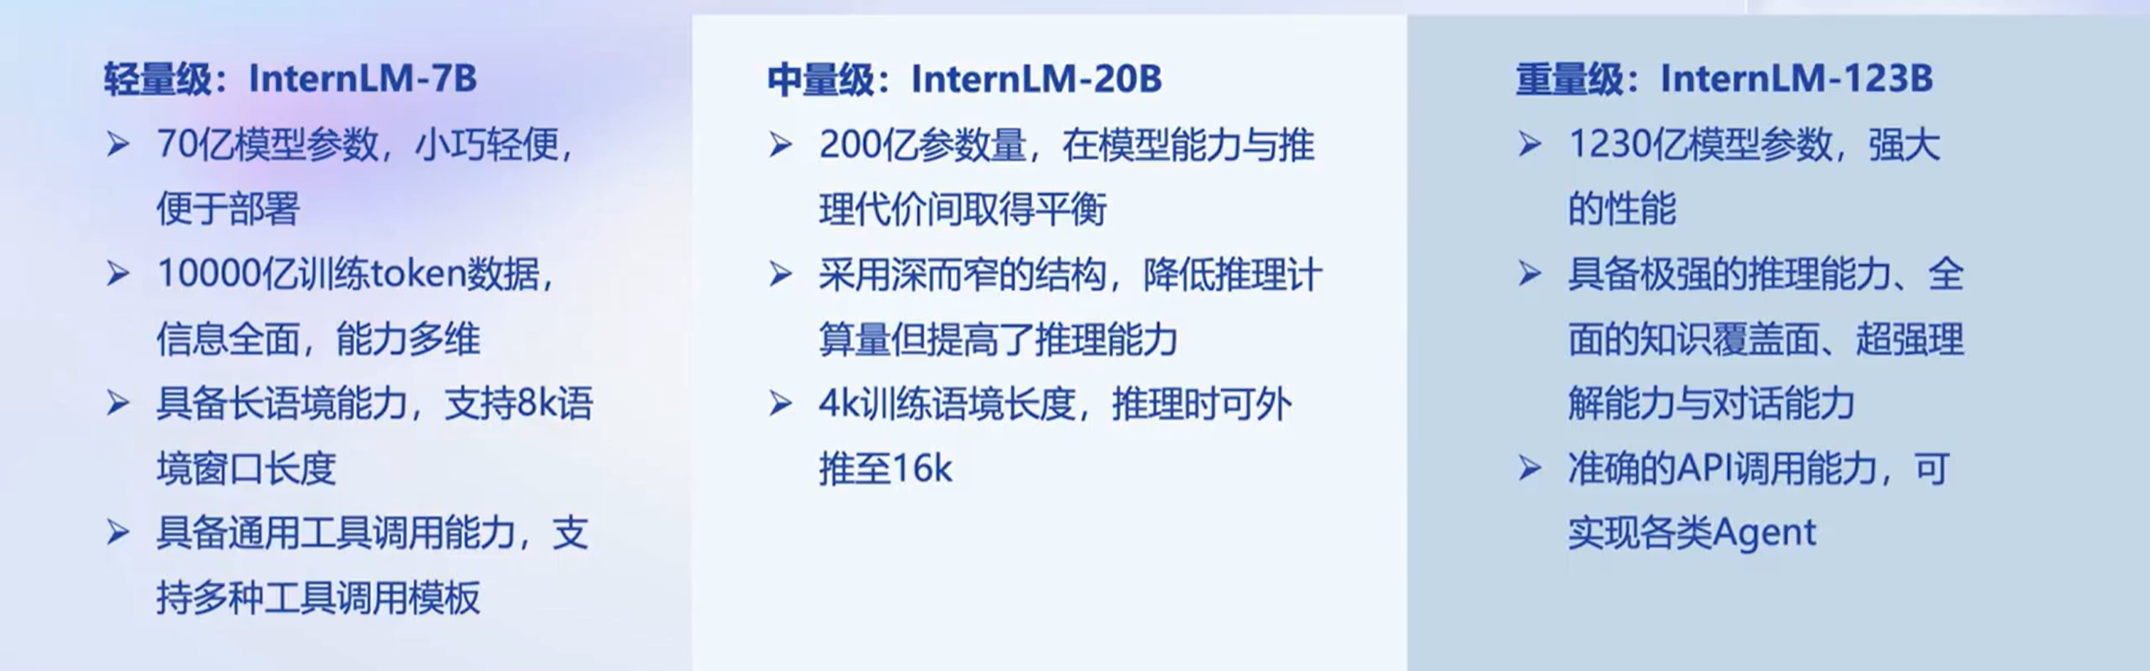 轻量级：InternLM-7B
➢ 70亿模型参数，小巧轻便，
便于部署
➢ 10000亿训练token数据，
信息全面，能力多维
➢ 具备长语境能力，支持8k语
境窗口长度
➢ 具备通用工具调用能力，支
持多种工具调用模板
中量级：InternLM-20B
➢ 200亿参数量，在模型能力与推
理代价间取得平衡
➢ 采用深而窄的结构，降低推理计
算量但提高了推理能力
➢ 4k训练语境长度，推理时可外
推至16k
重量级：InternLM-123B
➢ 1230亿模型参数，强大
的性能
➢ 具备极强的推理能力、全
面的知识覆盖面、超强理
解能力与对话能力
➢ 准确的API调用能力，可
实现各类Agent